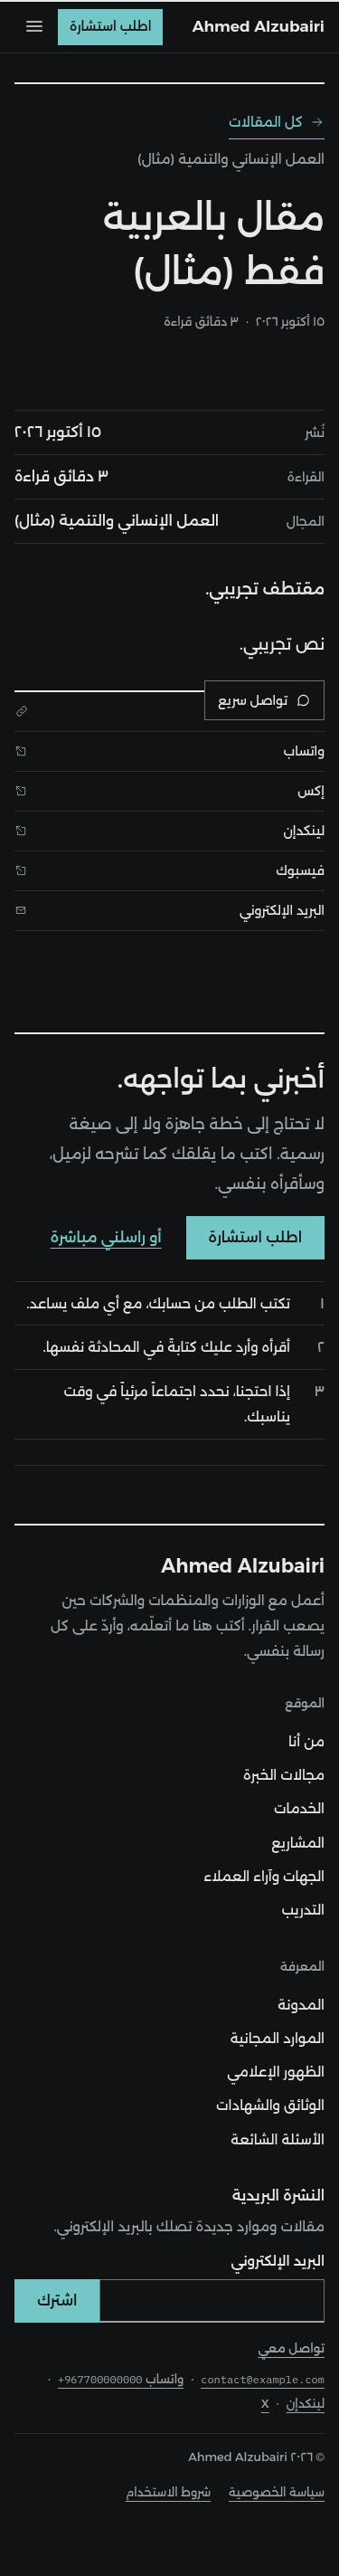 Ahmed Alzubairi
اطلب استشارة
كل المقالات
العمل الإنساني والتنمية (مثال)
مقال بالعربية
فقط (مثال)
١٥ أكتوبر ٢٠٢٦ · ٣ دقائق قراءة
نُشر ١٥ أكتوبر ٢٠٢٦
القراءة ٣ دقائق قراءة
المجال العمل الإنساني والتنمية (مثال)
مقتطف تجريبي.
نص تجريبي.
تواصل سريع
واتساب
إكس
لينكدإن
فيسبوك
البريد الإلكتروني
أخبرني بما تواجهه.
لا تحتاج إلى خطة جاهزة ولا إلى صيغة
رسمية. اكتب ما يقلقك كما تشرحه لزميل،
وسأقرأه بنفسي.
اطلب استشارة
أو راسلني مباشرة
١ تكتب الطلب من حسابك، مع أي ملف يساعد.
٢ أقرأه وأرد عليك كتابةً في المحادثة نفسها.
٣ إذا احتجنا، نحدد اجتماعاً مرئياً في وقت
يناسبك.
Ahmed Alzubairi
أعمل مع الوزارات والمنظمات والشركات حين
يصعب القرار. أكتب هنا ما أتعلّمه، وأردّ على كل
رسالة بنفسي.
الموقع
من أنا
مجالات الخبرة
الخدمات
المشاريع
الجهات وآراء العملاء
التدريب
المعرفة
المدونة
الموارد المجانية
الظهور الإعلامي
الوثائق والشهادات
الأسئلة الشائعة
النشرة البريدية
مقالات وموارد جديدة تصلك بالبريد الإلكتروني.
البريد الإلكتروني
اشترك
تواصل معي
contact@example.com · واتساب +967700000000 ·
لينكدإن · X
© ٢٠٢٦ Ahmed Alzubairi
سياسة الخصوصية شروط الاستخدام